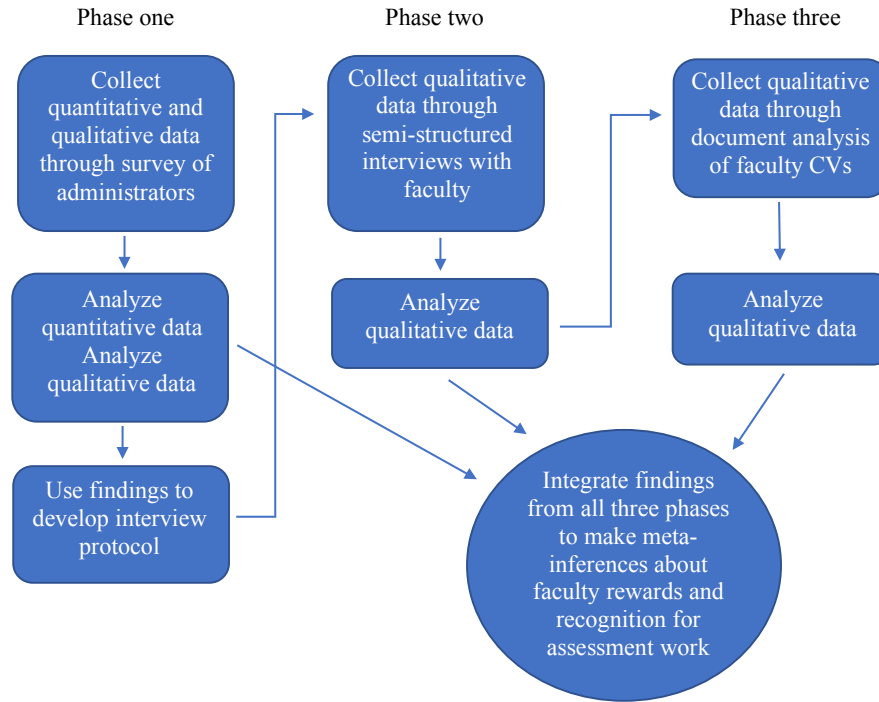 Phase one
Phase two
Phase three
Collect
quantitative and
qualitative data
through survey of
administrators
Analyze
quantitative data
Analyze
qualitative data
Use findings to
develop interview
protocol
Collect qualitative
data through
semi-structured
interviews with
faculty
Analyze
qualitative data
Collect qualitative
data through
document analysis
of faculty CVs
Analyze
qualitative data
Integrate findings
from all three phases
to make meta-
inferences about
faculty rewards and
recognition for
assessment work